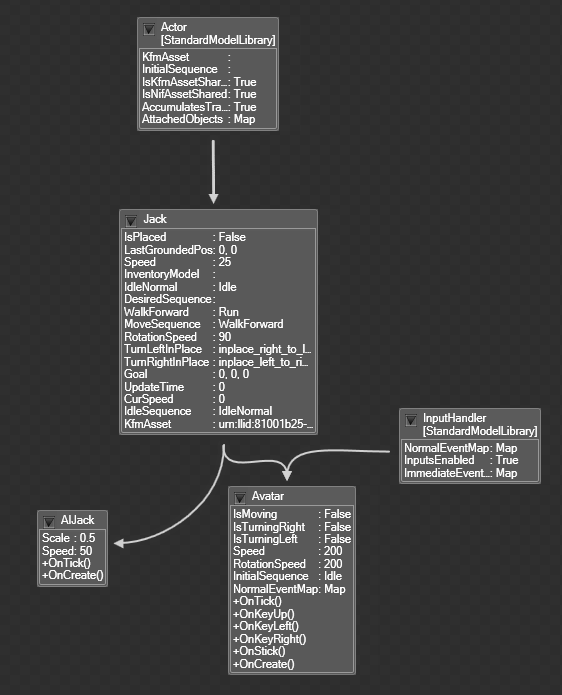 Actor
[StandardModelLibrary]
KfmAsset :
InitialSequence :
IsKfmAssetShar...: True
IsNifAssetShared: True
AccumulatesTra...: True
AttachedObjects : Map
Jack
IsPlaced : False
LastGroundedPos: 0, 0
Speed : 25
InventoryModel :
IdleNormal : Idle
DesiredSequence:
WalkForward : Run
MoveSequence : WalkForward
RotationSpeed : 90
TurnLeftInPlace : inplace_right_to_l...
TurnRightInPlace : inplace_left_to_ri...
Goal : 0, 0, 0
UpdateTime : 0
CurSpeed : 0
IdleSequence : IdleNormal
KfmAsset : urn:llid:81001b25-...
InputHandler
[StandardModelLibrary]
NormalEventMap: Map
InputsEnabled : True
ImmediateEvent...: Map
Avatar
IsMoving : False
IsTurningRight : False
IsTurningLeft : False
Speed : 200
RotationSpeed : 200
InitialSequence : Idle
NormalEventMap: Map
+OnTick()
+OnKeyUp()
+OnKeyLeft()
+OnKeyRight()
+OnStick()
+OnCreate()
AIJack
Scale : 0.5
Speed: 50
+OnTick()
+OnCreate()